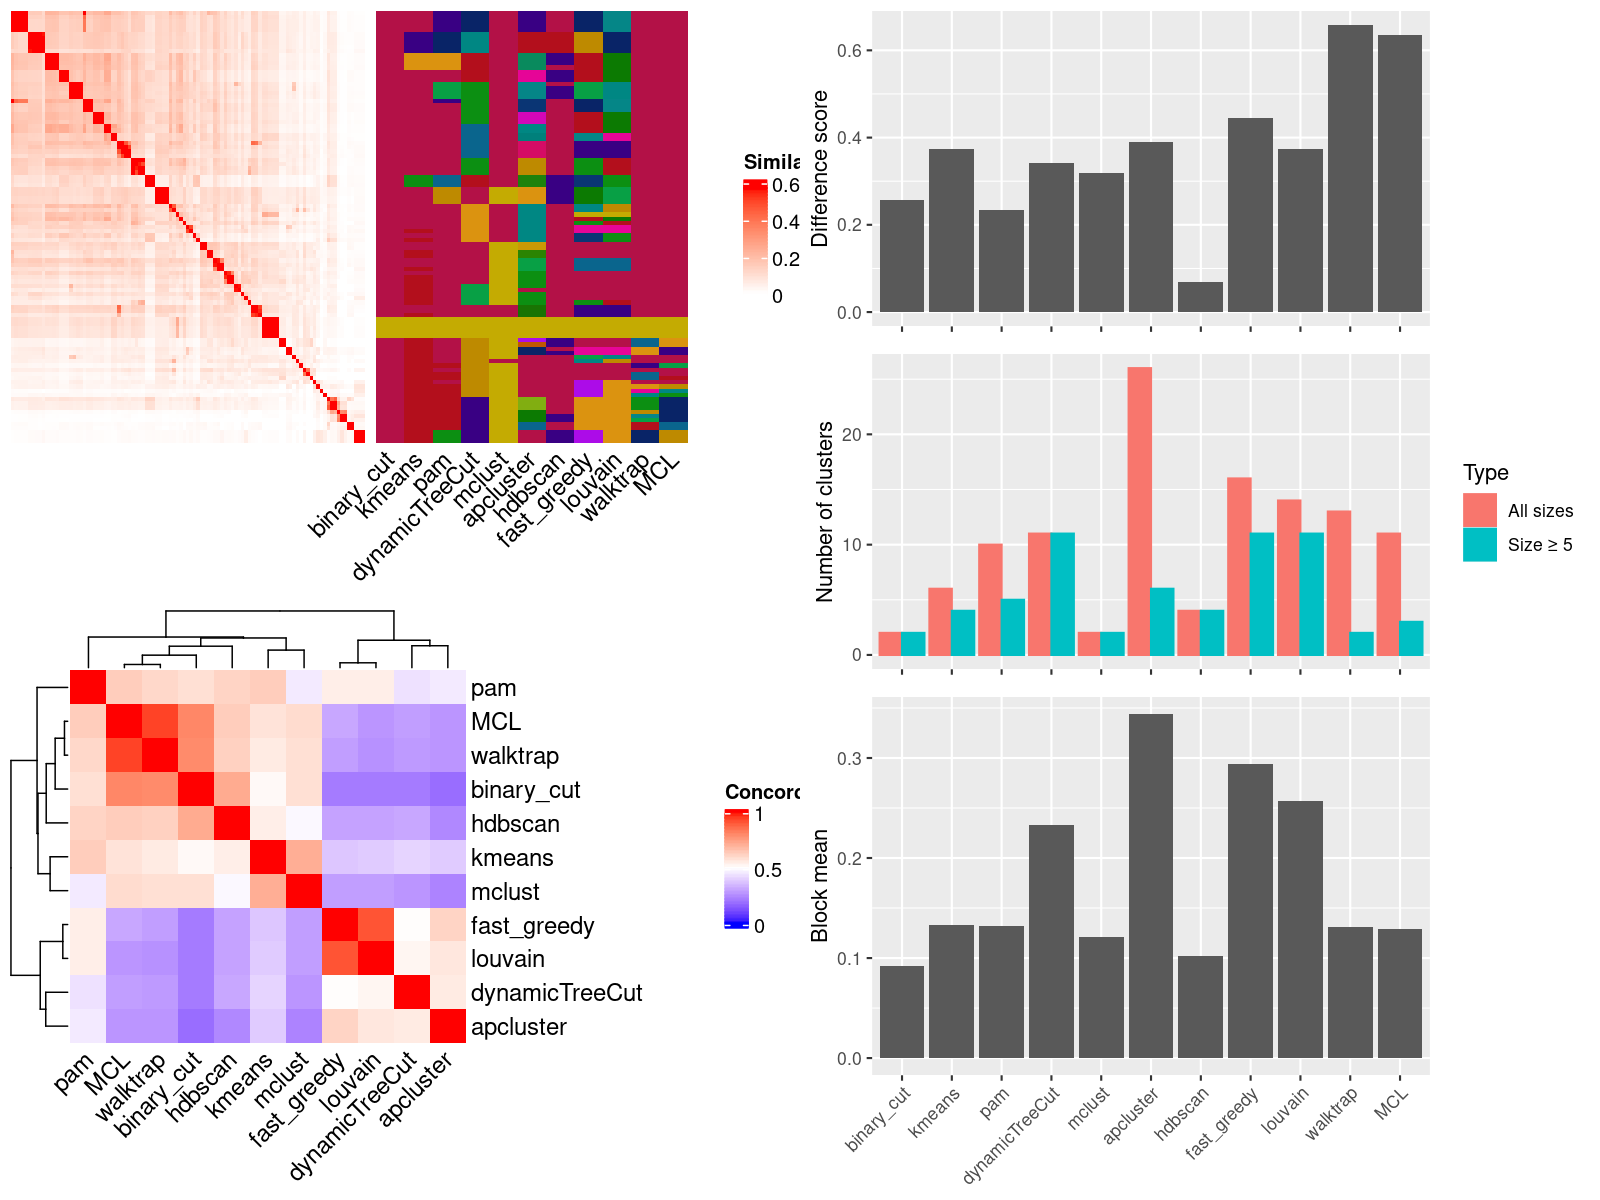 Simila
0.6
0.4
0.2
0
binary_cut
kmeans
pam
dynamicTreeCut
mclust
apcluster
hdbscan
fast_greedy
louvain
walktrap
MCL
pam
MCL
walktrap
binary_cut
hdbscan
kmeans
mclust
fast_greedy
louvain
dynamicTreeCut
apcluster
pam
MCL
walktrap
binary_cut
hdbscan
kmeans
mclust
fast_greedy
louvain
dynamicTreeCut
apcluster
Concord
1
0.5
0
Difference score
0.6
0.4
0.2
0.0
Number of clusters
20
10
0
Type
All sizes
Size ≥ 5
Block mean
0.3
0.2
0.1
0.0
binary_cut
kmeans
pam
dynamicTreeCut
mclust
apcluster
hdbscan
fast_greedy
louvain
walktrap
MCL